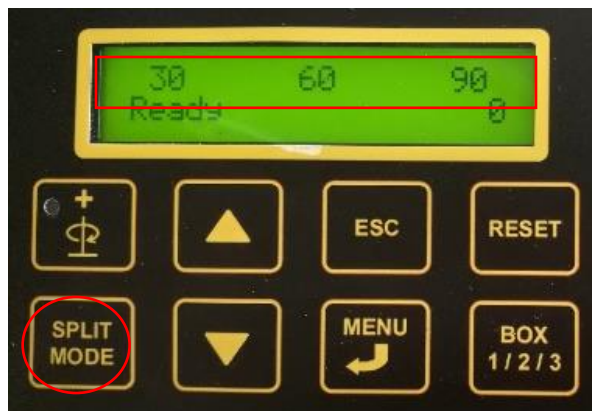 30 60 90
Ready 0
+
ESC
RESET
SPLIT
MODE
MENU
BOX
1 / 2 / 3